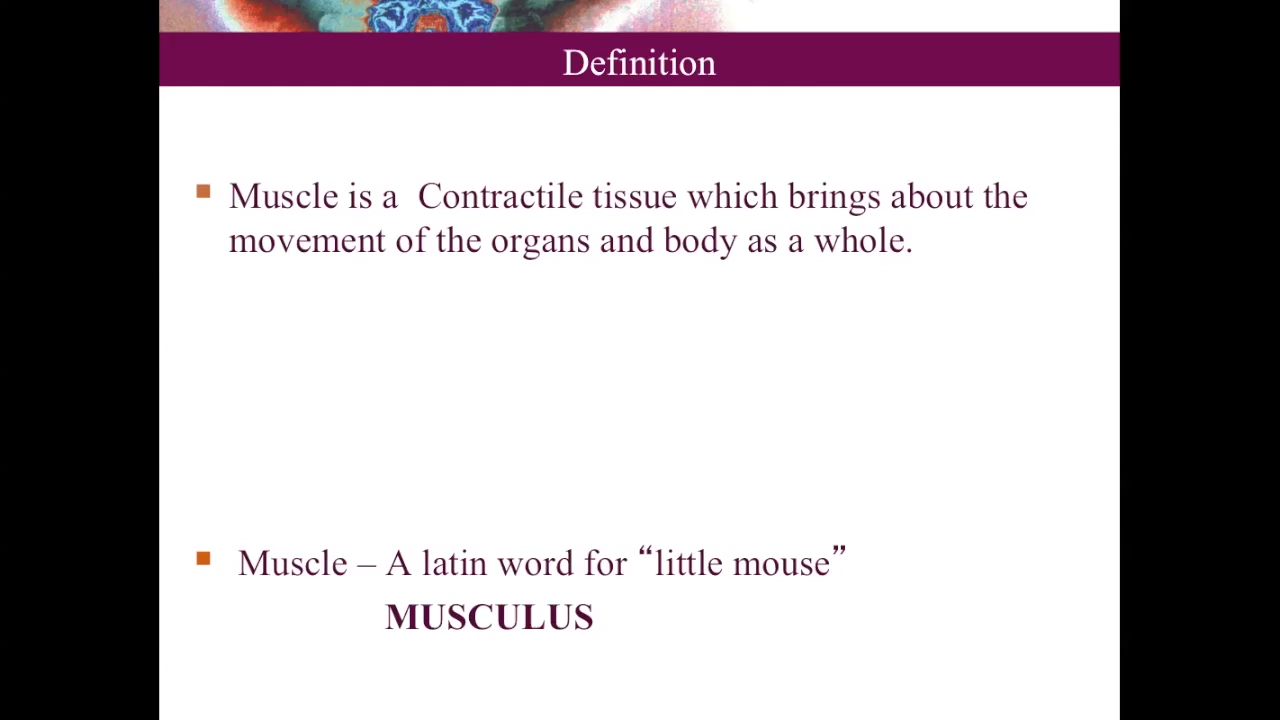 Definition
Muscle is a  Contractile tissue which brings about the
movement of the organs and body as a whole.
Muscle – A latin word for “little mouse”
MUSCULUS